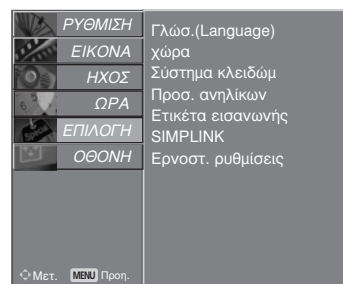 ΡΥΘΜΙΣΗ
ΕΙΚΟΝΑ
ΗΧΟΣ
ΩΡΑ
ΕΠΙΛΟΓΗ
ΟΘΟΝΗ
Γλώσ.(Language)
χώρα
Σύστημα κλειδώμ
Προσ. ανηλίκων
Ετικέτα εισανωνής
SIMPLINK
Ερνοστ. ρυθμίσεις
Μετ. MENU Προη.